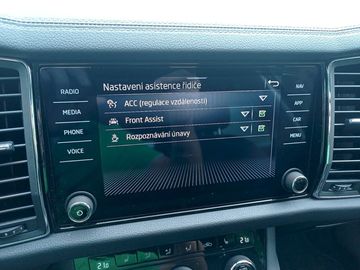 Nastavení asistence řidiče
ACC (regulace vzdálenosti)
Front Assist
Rozpoznávání únavy
RADIO
MEDIA
PHONE
VOICE
NAV
APP
CAR
MENU